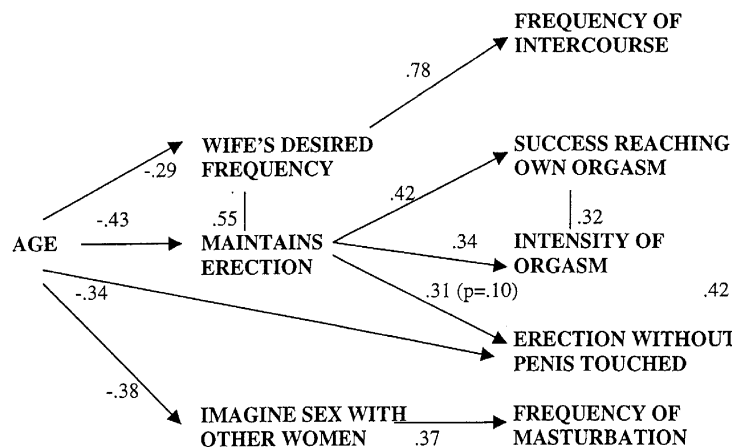 FREQUENCY OF
INTERCOURSE
.78
WIFE'S DESIRED
FREQUENCY
SUCCESS REACHING
OWN ORGASM
-.29
.42
-.43
.55
.32
AGE
MAINTAINS
ERECTION
.34
INTENSITY OF
ORGASM
-.34
.31 (p=.10)
.42
ERECTION WITHOUT
PENIS TOUCHED
-.38
IMAGINE SEX WITH
OTHER WOMEN
.37
FREQUENCY OF
MASTURBATION